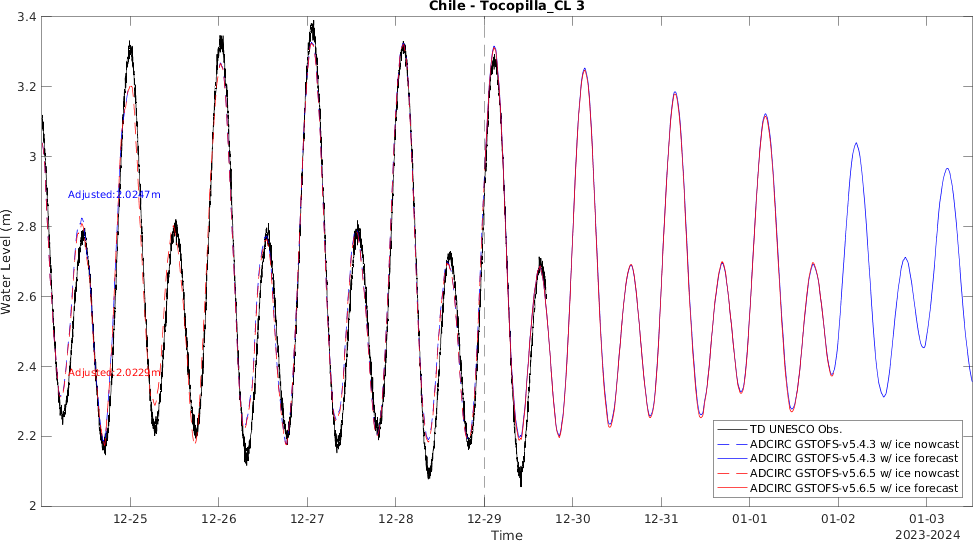 Chile - Tocopilla_CL 3
3.4
3.2
3
2.8
2.6
2.4
2.2
2
Water Level (m)
Adjusted:2.0247m
Adjusted:2.0229m
TD UNESCO Obs.
ADCIRC GSTOFS-v5.4.3 w/ ice nowcast
ADCIRC GSTOFS-v5.4.3 w/ ice forecast
ADCIRC GSTOFS-v5.6.5 w/ ice nowcast
ADCIRC GSTOFS-v5.6.5 w/ ice forecast
12-25 12-26 12-27 12-28 12-29 12-30 12-31 01-01 01-02 01-03
Time
2023-2024